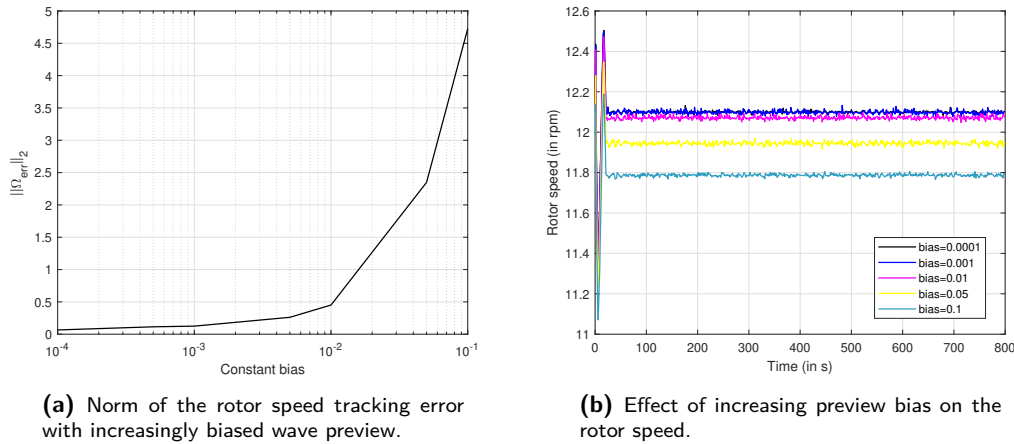 5
4.5
4
3.5
3
2.5
2
1.5
1
0.5
0
||Ω_err||_2
10^-4
10^-3
10^-2
10^-1
Constant bias
(a) Norm of the rotor speed tracking error
with increasingly biased wave preview.
12.6
12.4
12.2
12
11.8
11.6
11.4
11.2
11
Rotor speed (in rpm)
bias=0.0001
bias=0.001
bias=0.01
bias=0.05
bias=0.1
0 100 200 300 400 500 600 700 800
Time (in s)
(b) Effect of increasing preview bias on the
rotor speed.